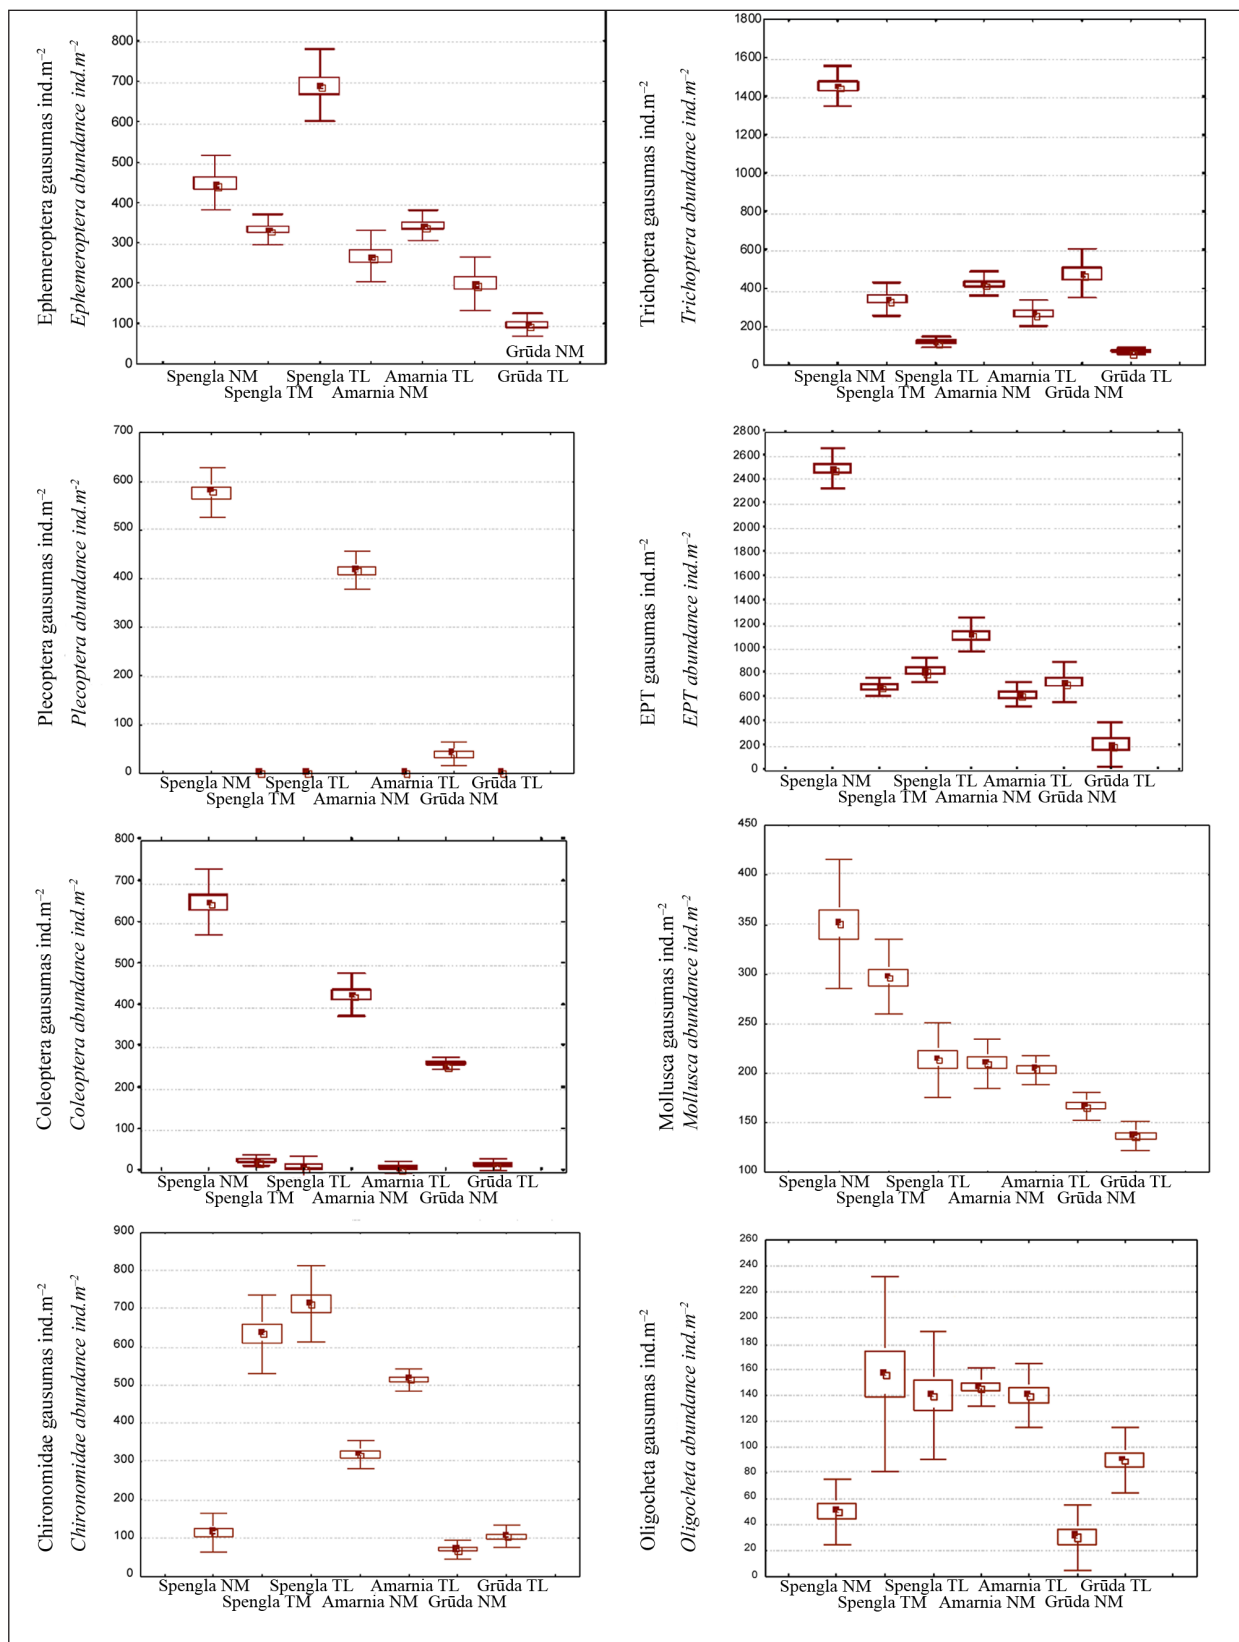 Ephemeroptera gausumas ind.m⁻²
Ephemeroptera abundance ind.m⁻²
800
700
600
500
400
300
200
100
0
Grūda NM
Spengla NM Spengla TL Amarnia TL Grūda TL
Spengla TM Amarnia NM
Trichoptera gausumas ind.m⁻²
Trichoptera abundance ind.m⁻²
1800
1600
1400
1200
1000
800
600
400
200
0
Spengla NM Spengla TL Amarnia TL Grūda TL
Spengla TM Amarnia NM Grūda NM
Plecoptera gausumas ind.m⁻²
Plecoptera abundance ind.m⁻²
700
600
500
400
300
200
100
0
Spengla NM Spengla TL Amarnia TL Grūda TL
Spengla TM Amarnia NM Grūda NM
EPT gausumas ind.m⁻²
EPT abundance ind.m⁻²
2800
2600
2400
2200
2000
1800
1600
1400
1200
1000
800
600
400
200
0
Spengla NM Spengla TL Amarnia TL Grūda TL
Spengla TM Amarnia NM Grūda NM
Coleoptera gausumas ind.m⁻²
Coleoptera abundance ind.m⁻²
800
700
600
500
400
300
200
100
0
Spengla NM Spengla TL Amarnia TL Grūda TL
Spengla TM Amarnia NM Grūda NM
Mollusca gausumas ind.m⁻²
Mollusca abundance ind.m⁻²
450
400
350
300
250
200
150
100
Spengla NM Spengla TL Amarnia TL Grūda TL
Spengla TM Amarnia NM Grūda NM
Chironomidae gausumas ind.m⁻²
Chironomidae abundance ind.m⁻²
900
800
700
600
500
400
300
200
100
0
Spengla NM Spengla TL Amarnia TL Grūda TL
Spengla TM Amarnia NM Grūda NM
Oligocheta gausumas ind.m⁻²
Oligocheta abundance ind.m⁻²
260
240
220
200
180
160
140
120
100
80
60
40
20
0
Spengla NM Spengla TL Amarnia TL Grūda TL
Spengla TM Amarnia NM Grūda NM